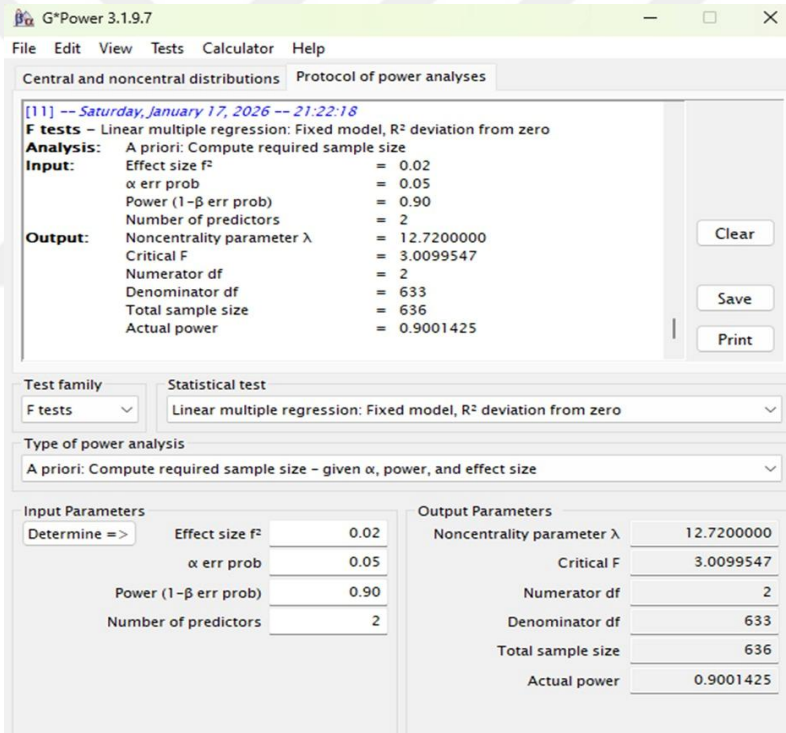 G*Power 3.1.9.7
File Edit View Tests Calculator Help
Central and noncentral distributions Protocol of power analyses
[11] -- Saturday, January 17, 2026 -- 21:22:18
F tests - Linear multiple regression: Fixed model, R² deviation from zero
Analysis: A priori: Compute required sample size
Input: Effect size f² = 0.02
α err prob = 0.05
Power (1-β err prob) = 0.90
Number of predictors = 2
Output: Noncentrality parameter λ = 12.7200000
Critical F = 3.0099547
Numerator df = 2
Denominator df = 633
Total sample size = 636
Actual power = 0.9001425
Clear
Save
Print
Test family Statistical test
F tests Linear multiple regression: Fixed model, R² deviation from zero
Type of power analysis
A priori: Compute required sample size - given α, power, and effect size
Input Parameters Output Parameters
Determine => Effect size f² 0.02 Noncentrality parameter λ 12.7200000
α err prob 0.05 Critical F 3.0099547
Power (1-β err prob) 0.90 Numerator df 2
Number of predictors 2 Denominator df 633
Total sample size 636
Actual power 0.9001425